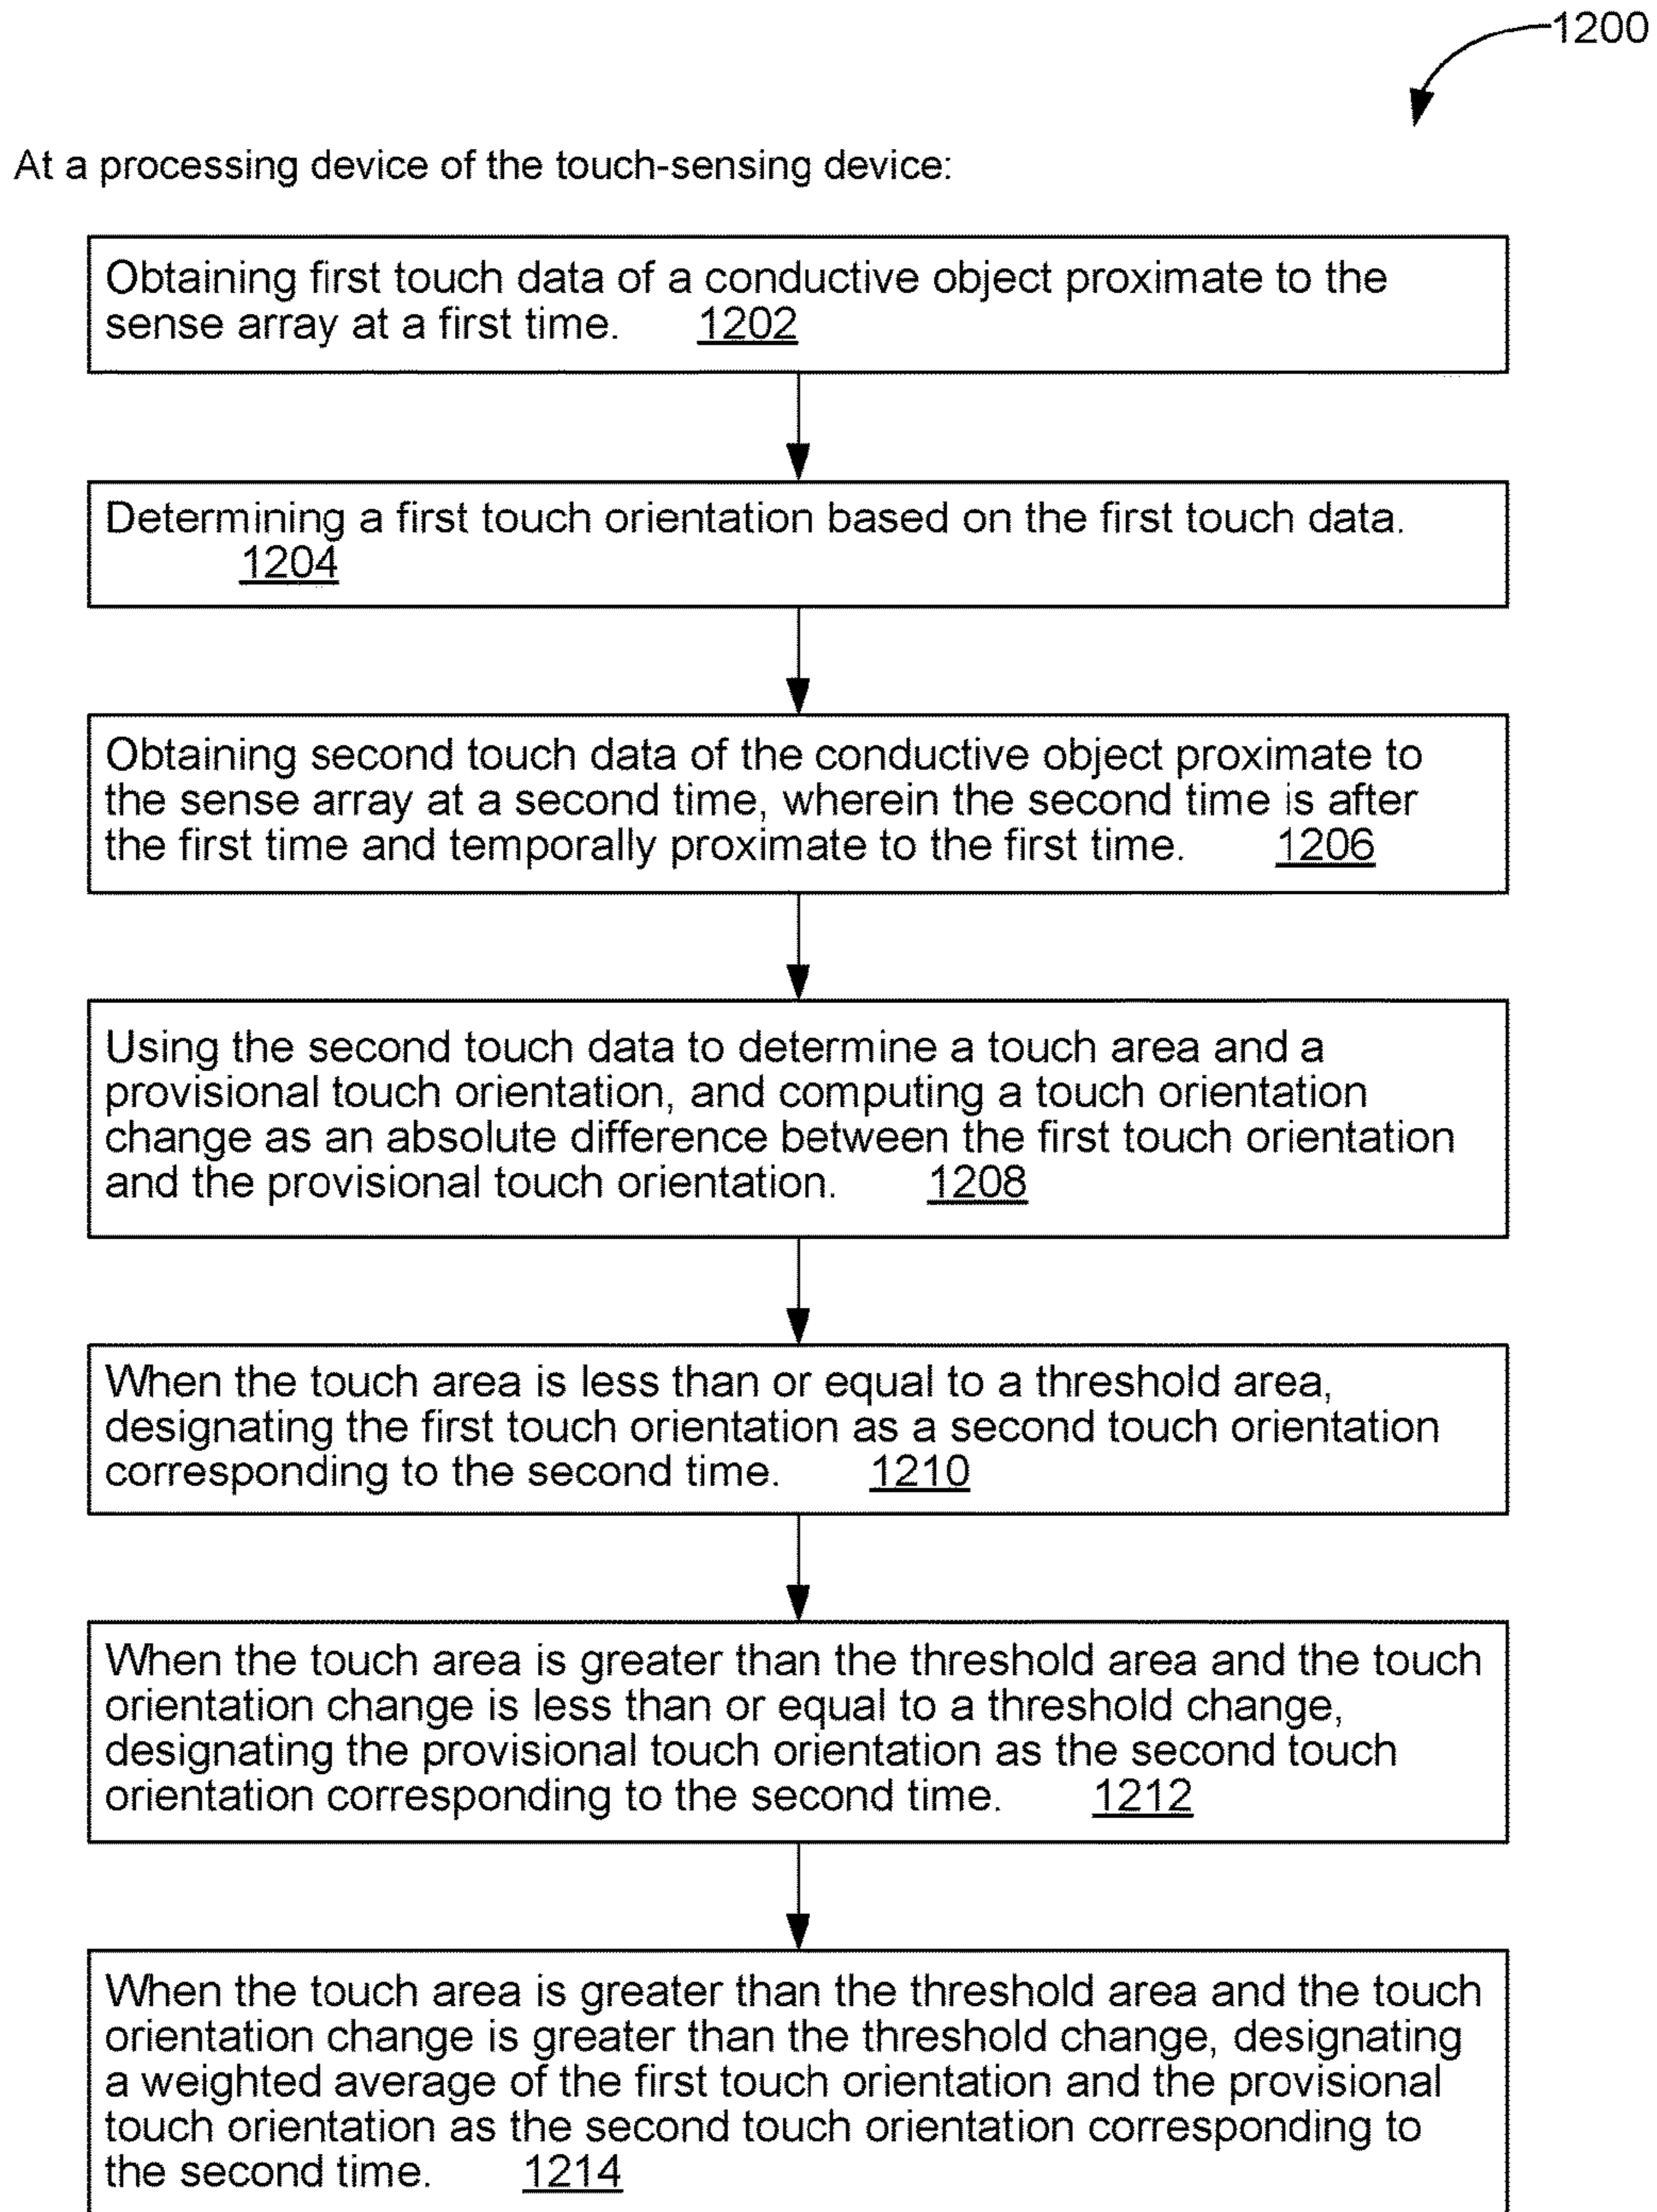 1200
At a processing device of the touch-sensing device:
Obtaining first touch data of a conductive object proximate to the
sense array at a first time. 1202
Determining a first touch orientation based on the first touch data.
1204
Obtaining second touch data of the conductive object proximate to
the sense array at a second time, wherein the second time is after
the first time and temporally proximate to the first time. 1206
Using the second touch data to determine a touch area and a
provisional touch orientation, and computing a touch orientation
change as an absolute difference between the first touch orientation
and the provisional touch orientation. 1208
When the touch area is less than or equal to a threshold area,
designating the first touch orientation as a second touch orientation
corresponding to the second time. 1210
When the touch area is greater than the threshold area and the touch
orientation change is less than or equal to a threshold change,
designating the provisional touch orientation as the second touch
orientation corresponding to the second time. 1212
When the touch area is greater than the threshold area and the touch
orientation change is greater than the threshold change, designating
a weighted average of the first touch orientation and the provisional
touch orientation as the second touch orientation corresponding to
the second time. 1214